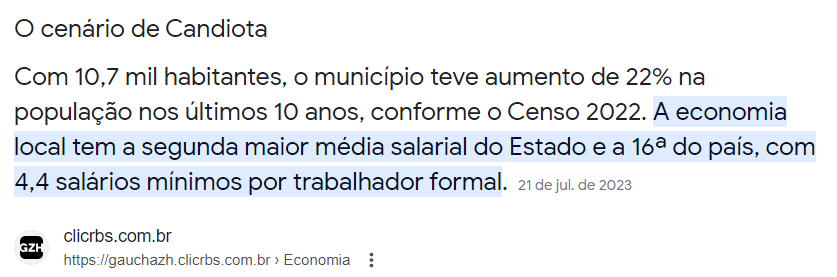 O cenário de Candiota
Com 10,7 mil habitantes, o município teve aumento de 22% na
população nos últimos 10 anos, conforme o Censo 2022. A economia
local tem a segunda maior média salarial do Estado e a 16ª do país, com
4,4 salários mínimos por trabalhador formal. 21 de jul. de 2023
GZH
clicrbs.com.br
https://gauchazh.clicrbs.com.br › Economia